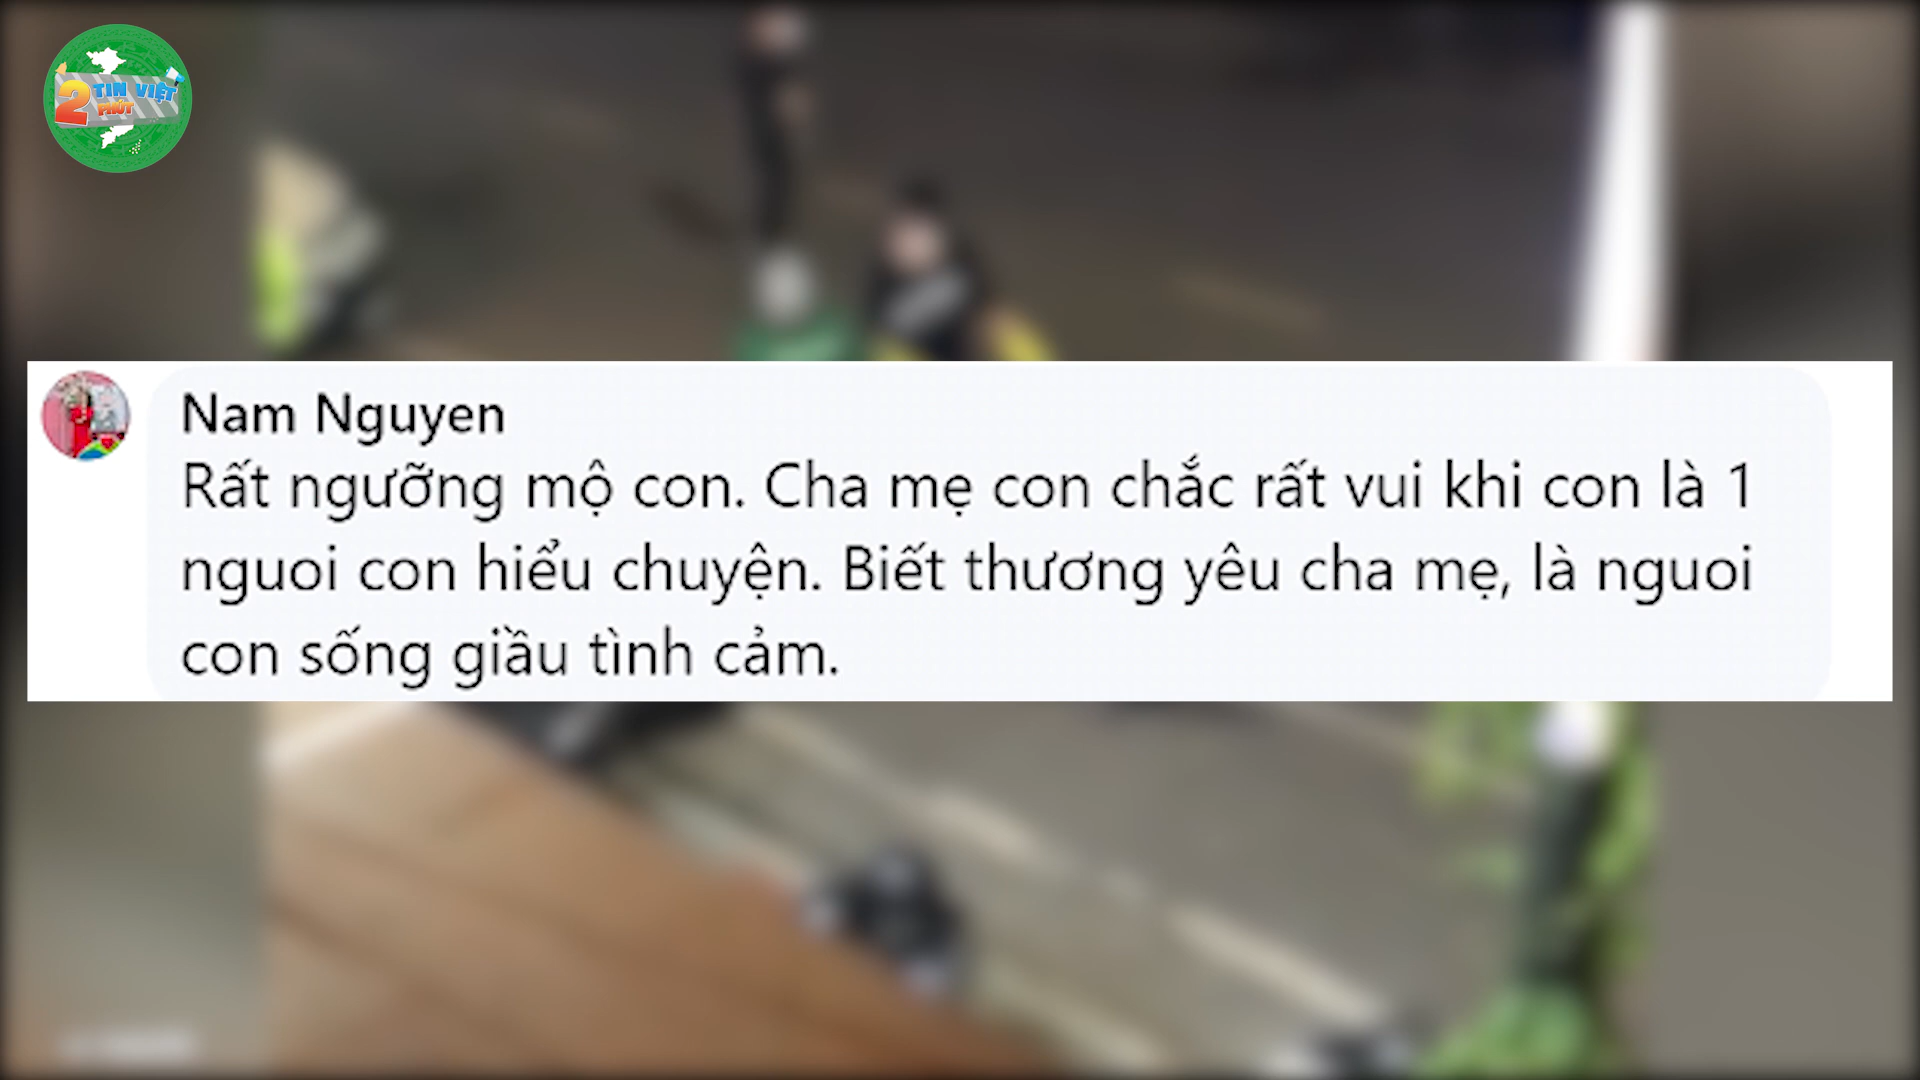 2 TIN VIỆT
PHÚT
Nam Nguyen
Rất ngưỡng mộ con. Cha mẹ con chắc rất vui khi con là 1
nguoi con hiểu chuyện. Biết thương yêu cha mẹ, là nguoi
con sống giầu tình cảm.